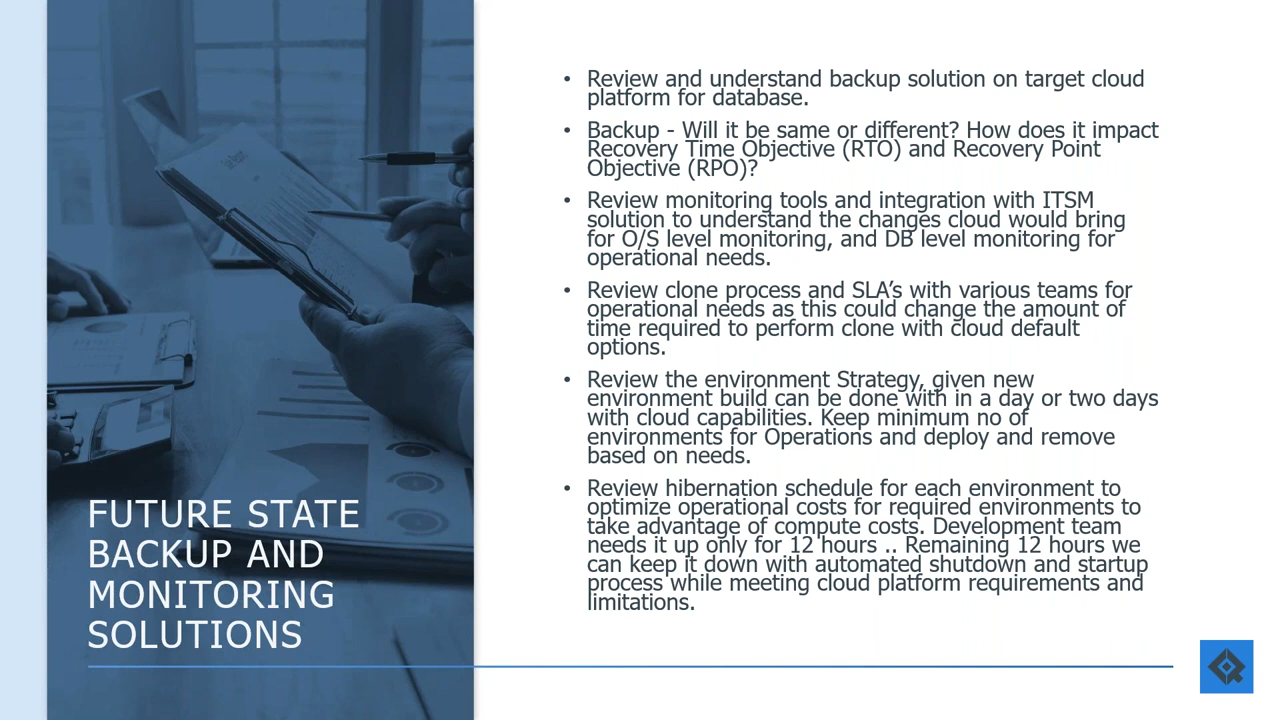 FUTURE STATE
BACKUP AND
MONITORING
SOLUTIONS
• Review and understand backup solution on target cloud
platform for database.
• Backup - Will it be same or different? How does it impact
Recovery Time Objective (RTO) and Recovery Point
Objective (RPO)?
• Review monitoring tools and integration with ITSM
solution to understand the changes cloud would bring
for O/S level monitoring, and DB level monitoring for
operational needs.
• Review clone process and SLA’s with various teams for
operational needs as this could change the amount of
time required to perform clone with cloud default
options.
• Review the environment Strategy, given new
environment build can be done with in a day or two days
with cloud capabilities. Keep minimum no of
environments for Operations and deploy and remove
based on needs.
• Review hibernation schedule for each environment to
optimize operational costs for required environments to
take advantage of compute costs. Development team
needs it up only for 12 hours .. Remaining 12 hours we
can keep it down with automated shutdown and startup
process while meeting cloud platform requirements and
limitations.